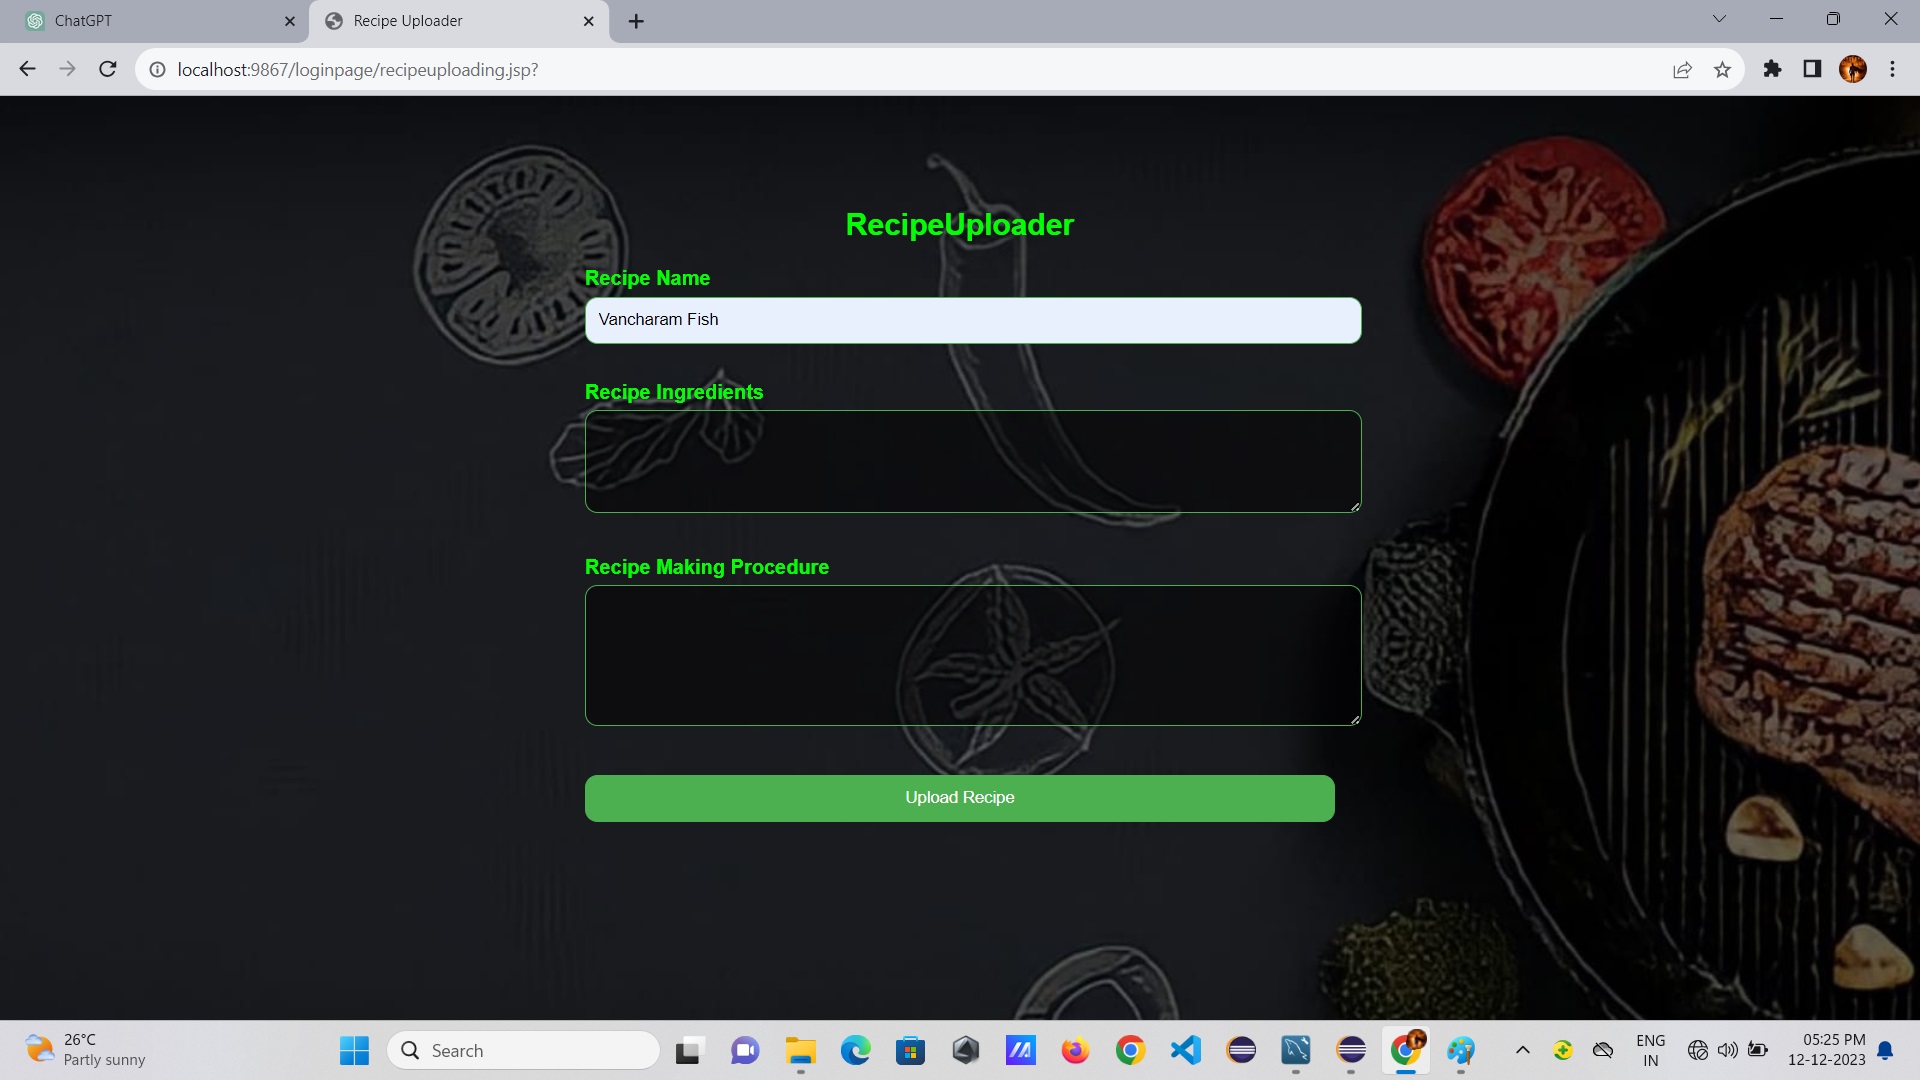 ChatGPT
Recipe Uploader
localhost:9867/loginpage/recipeuploading.jsp?
RecipeUploader
Recipe Name
Vancharam Fish
Recipe Ingredients
Recipe Making Procedure
Upload Recipe
26°C
Partly sunny
Search
ENG
IN
05:25 PM
12-12-2023